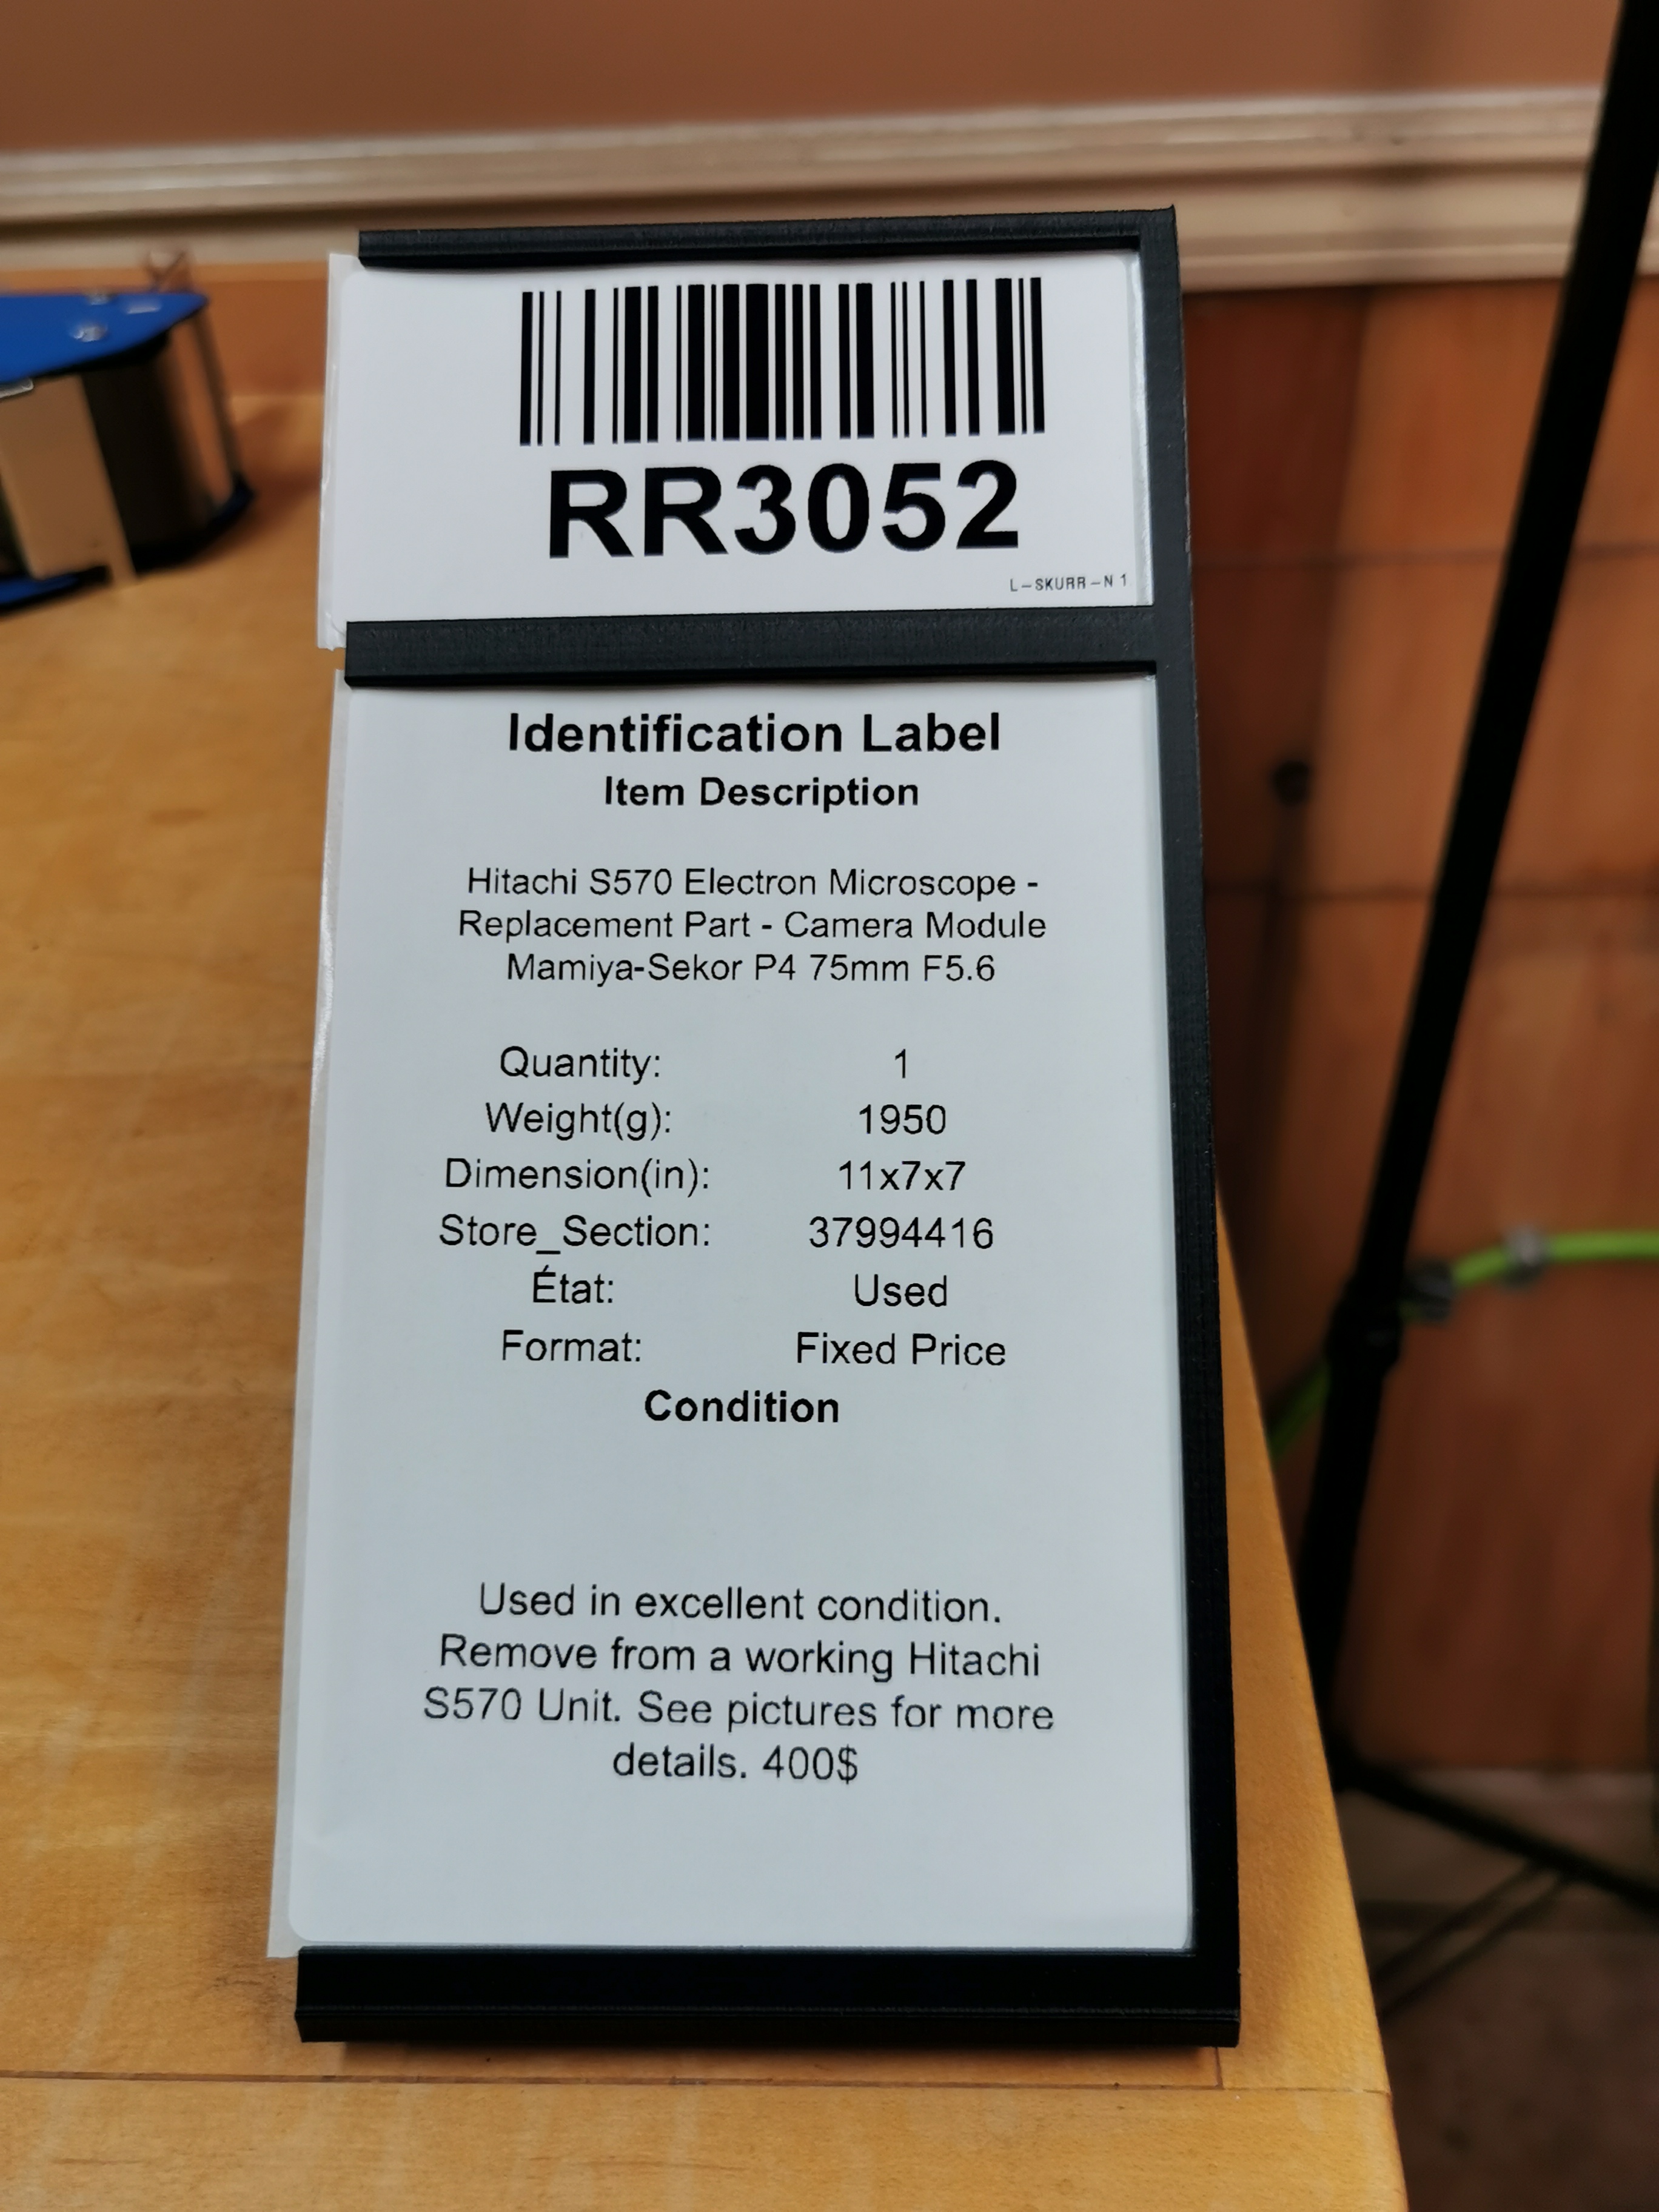 RR3052
L-SKURR-N 1
Identification Label
Item Description
Hitachi S570 Electron Microscope -
Replacement Part - Camera Module
Mamiya-Sekor P4 75mm F5.6
Quantity: 1
Weight(g): 1950
Dimension(in): 11x7x7
Store_Section: 37994416
État: Used
Format: Fixed Price
Condition
Used in excellent condition.
Remove from a working Hitachi
S570 Unit. See pictures for more
details. 400$